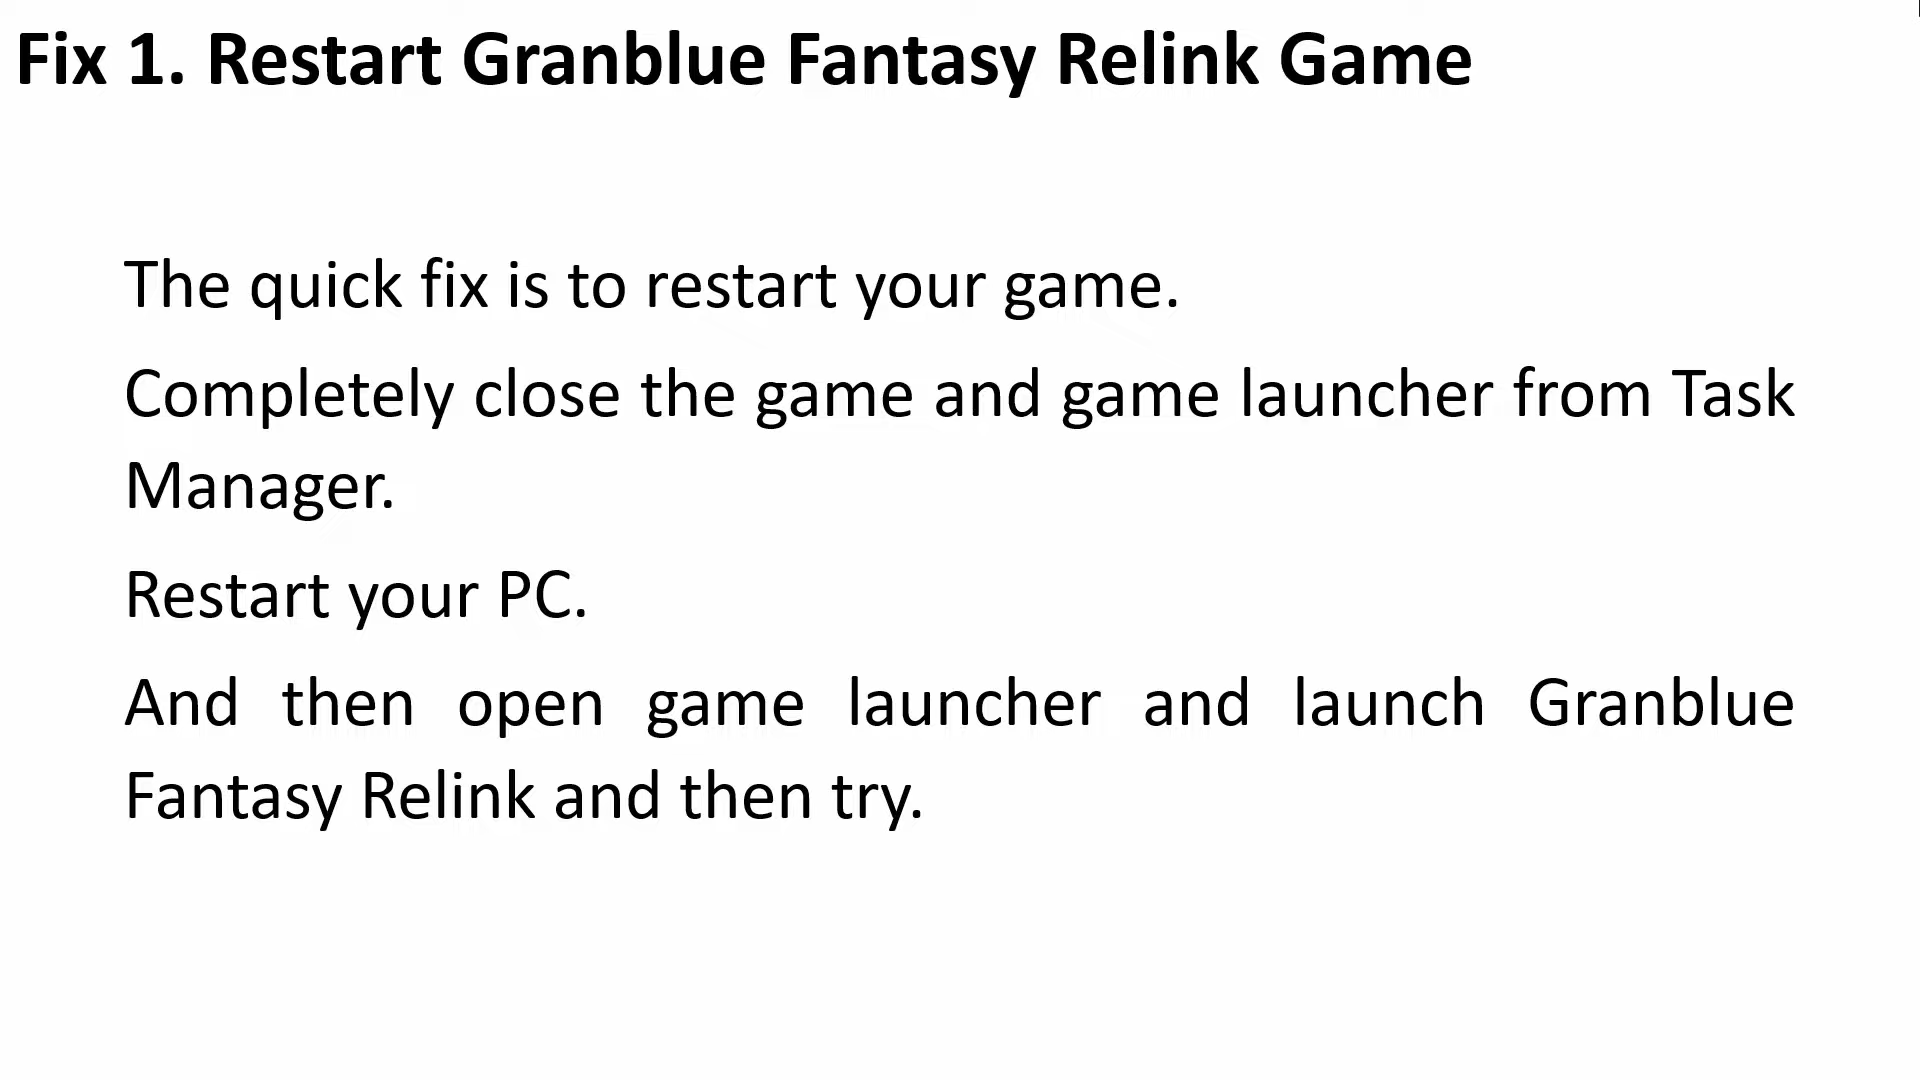 Fix 1. Restart Granblue Fantasy Relink Game
The quick fix is to restart your game.
Completely close the game and game launcher from Task
Manager.
Restart your PC.
And then open game launcher and launch Granblue
Fantasy Relink and then try.